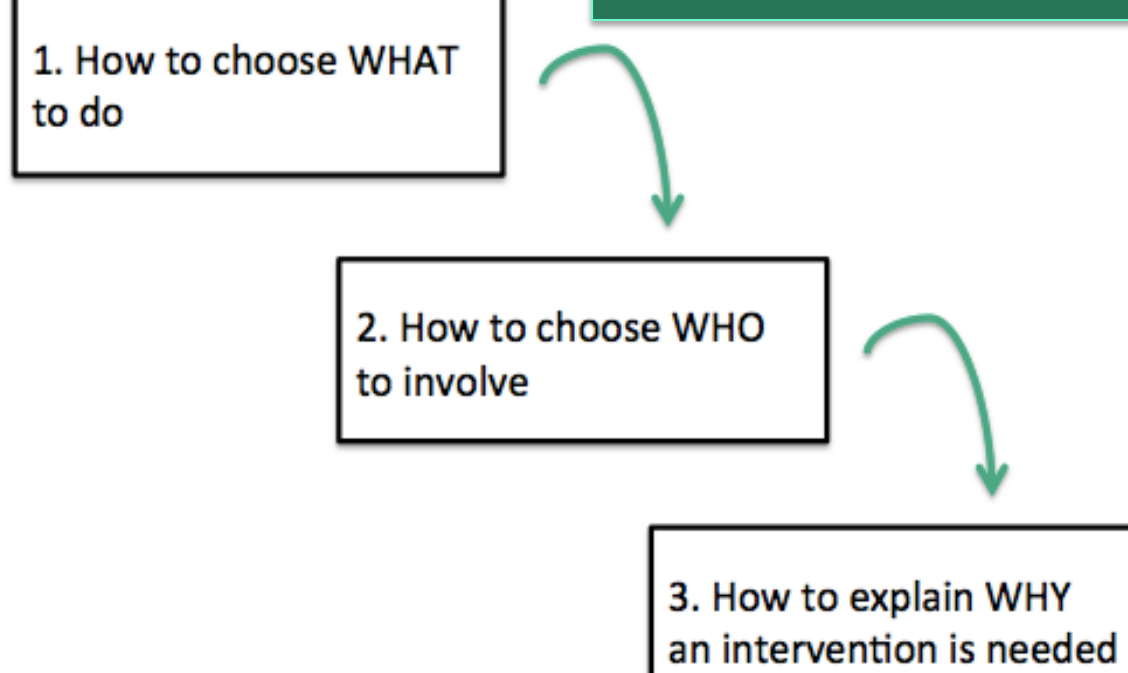 1. How to choose WHAT
to do
2. How to choose WHO
to involve
3. How to explain WHY
an intervention is needed